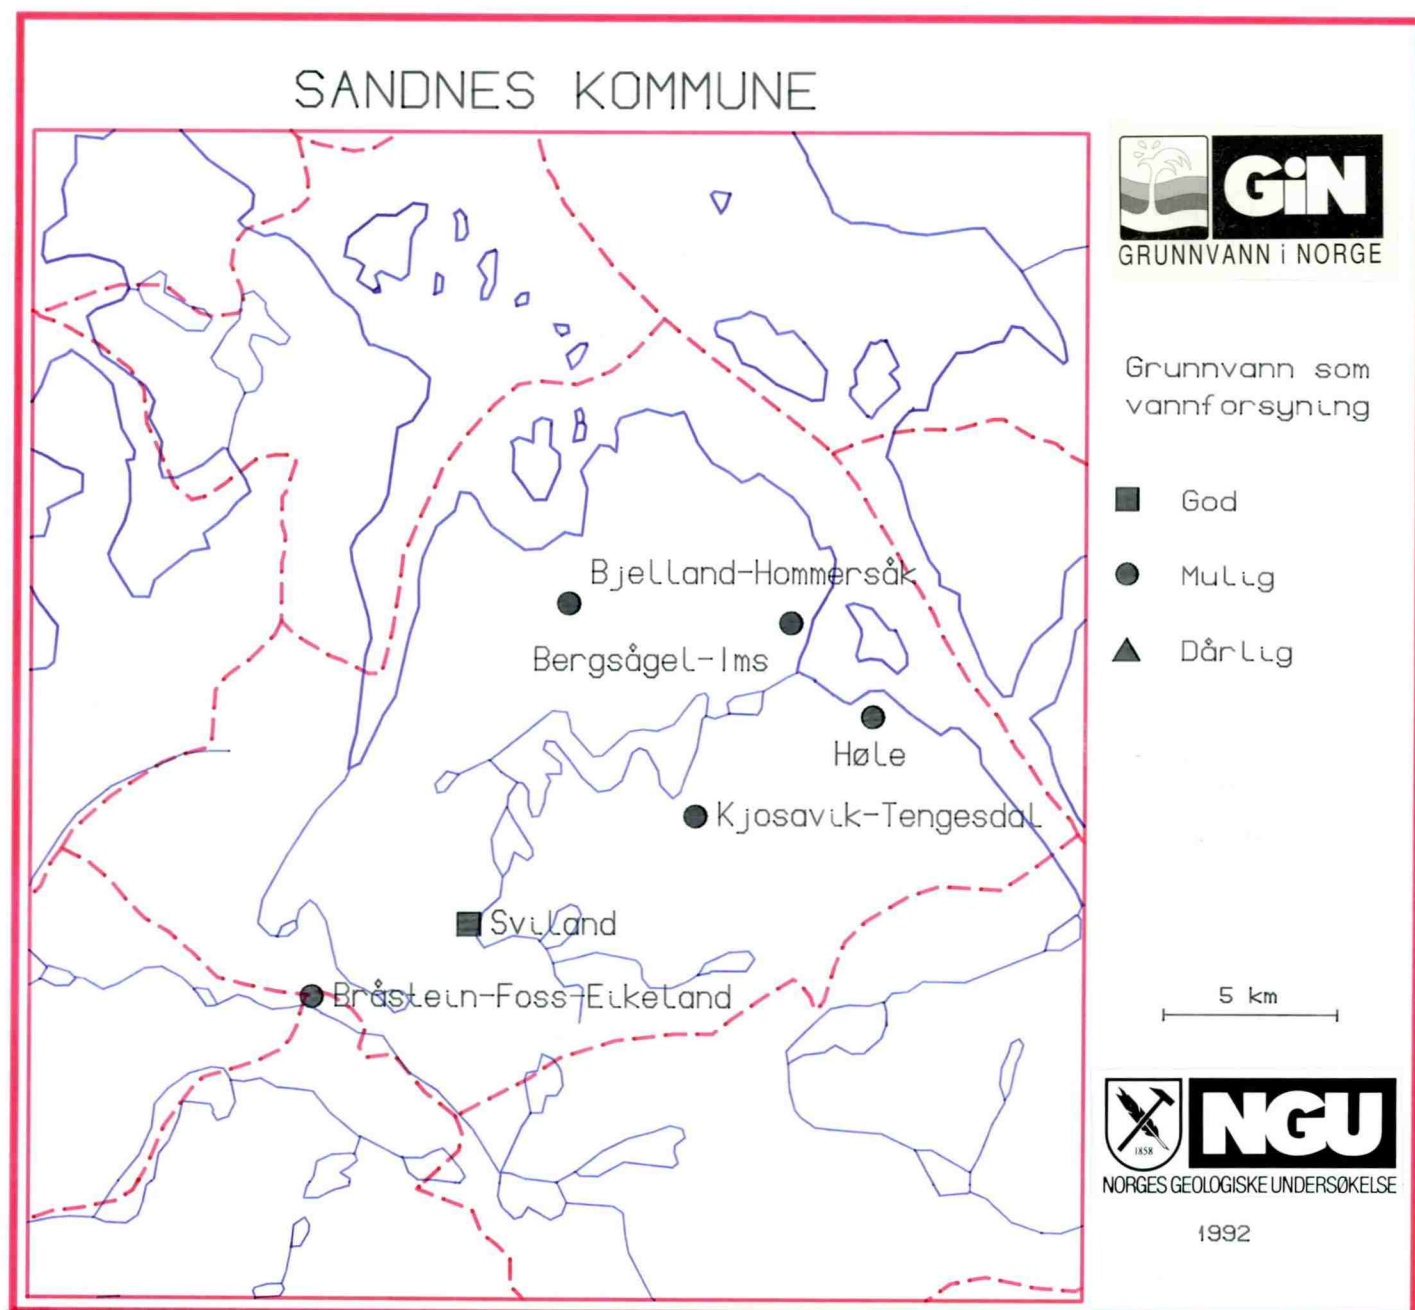 SANDNES KOMMUNE
GiN
GRUNNVANN i NORGE
Grunnvann som
vannforsyning
God
Mulig
Dårlig
Bjelland-Hommersåk
Bergsågel-Ims
Høle
Kjosavik-Tengesdal
Sviland
Bråstein-Foss-Eikeland
5 km
1858
NGU
NORGES GEOLOGISKE UNDERSØKELSE
1992